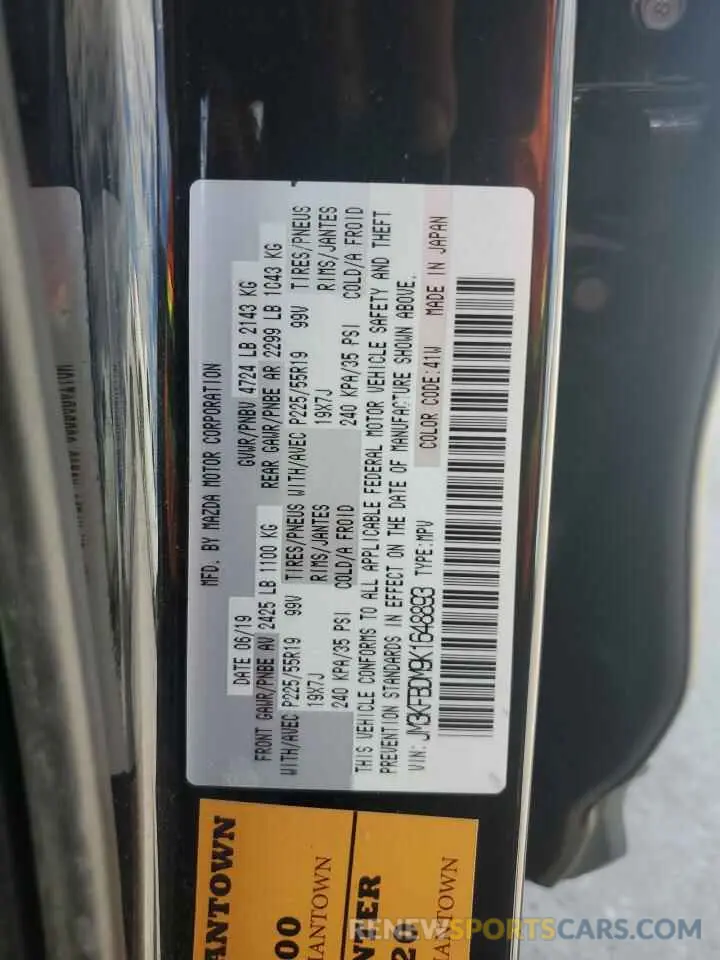 MFD. BY MAZDA MOTOR CORPORATION
DATE 06/19 GVWR/PNBV 4724 LB 2143 KG
FRONT GAWR/PNBE AV 2425 LB 1100 KG REAR GAWR/PNBE AR 2299 LB 1043 KG
WITH/AVEC P225/55R19 99V TIRES/PNEUS WITH/AVEC P225/55R19 99V TIRES/PNEUS
19X7J RIMS/JANTES 19X7J RIMS/JANTES
240 KPA/35 PSI COLD/A FROID 240 KPA/35 PSI COLD/A FROID
THIS VEHICLE CONFORMS TO ALL APPLICABLE FEDERAL MOTOR VEHICLE SAFETY AND THEFT
PREVENTION STANDARDS IN EFFECT ON THE DATE OF MANUFACTURE SHOWN ABOVE.
VIN: JM3KFBDM9K1648893 TYPE:MPV COLOR CODE:41W MADE IN JAPAN
ANTOWN
00
IANTOWN
NTER
26
IANTOWN
RENEWSPORTSCARS.COM